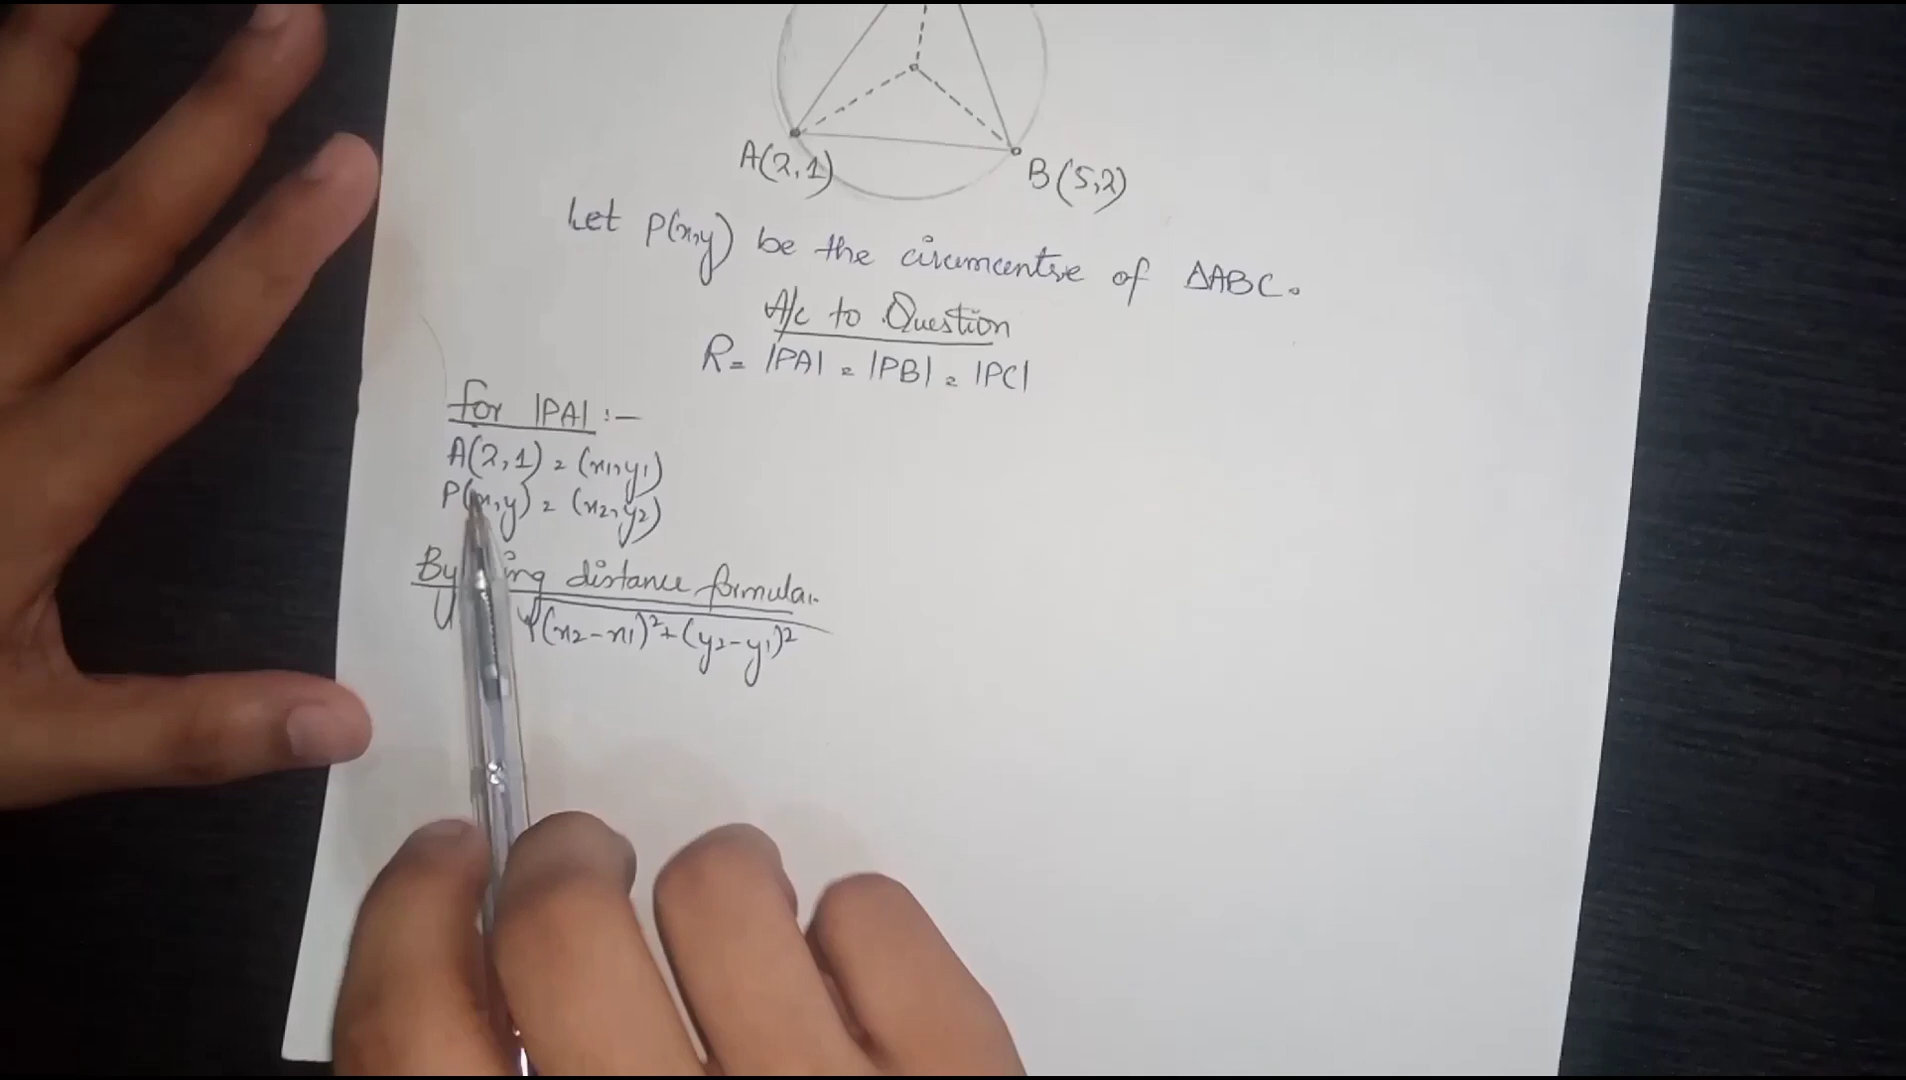 A(2,1)
B(5,2)
Let P(x,y) be the circumcentre of ΔABC.
A/c to Question
R= |PA| = |PB| = |PC|
for |PA| :-
A(2,1) = (x1,y1)
P(x,y) = (x2,y2)
By distance formula.
√(x2-x1)²+(y2-y1)²